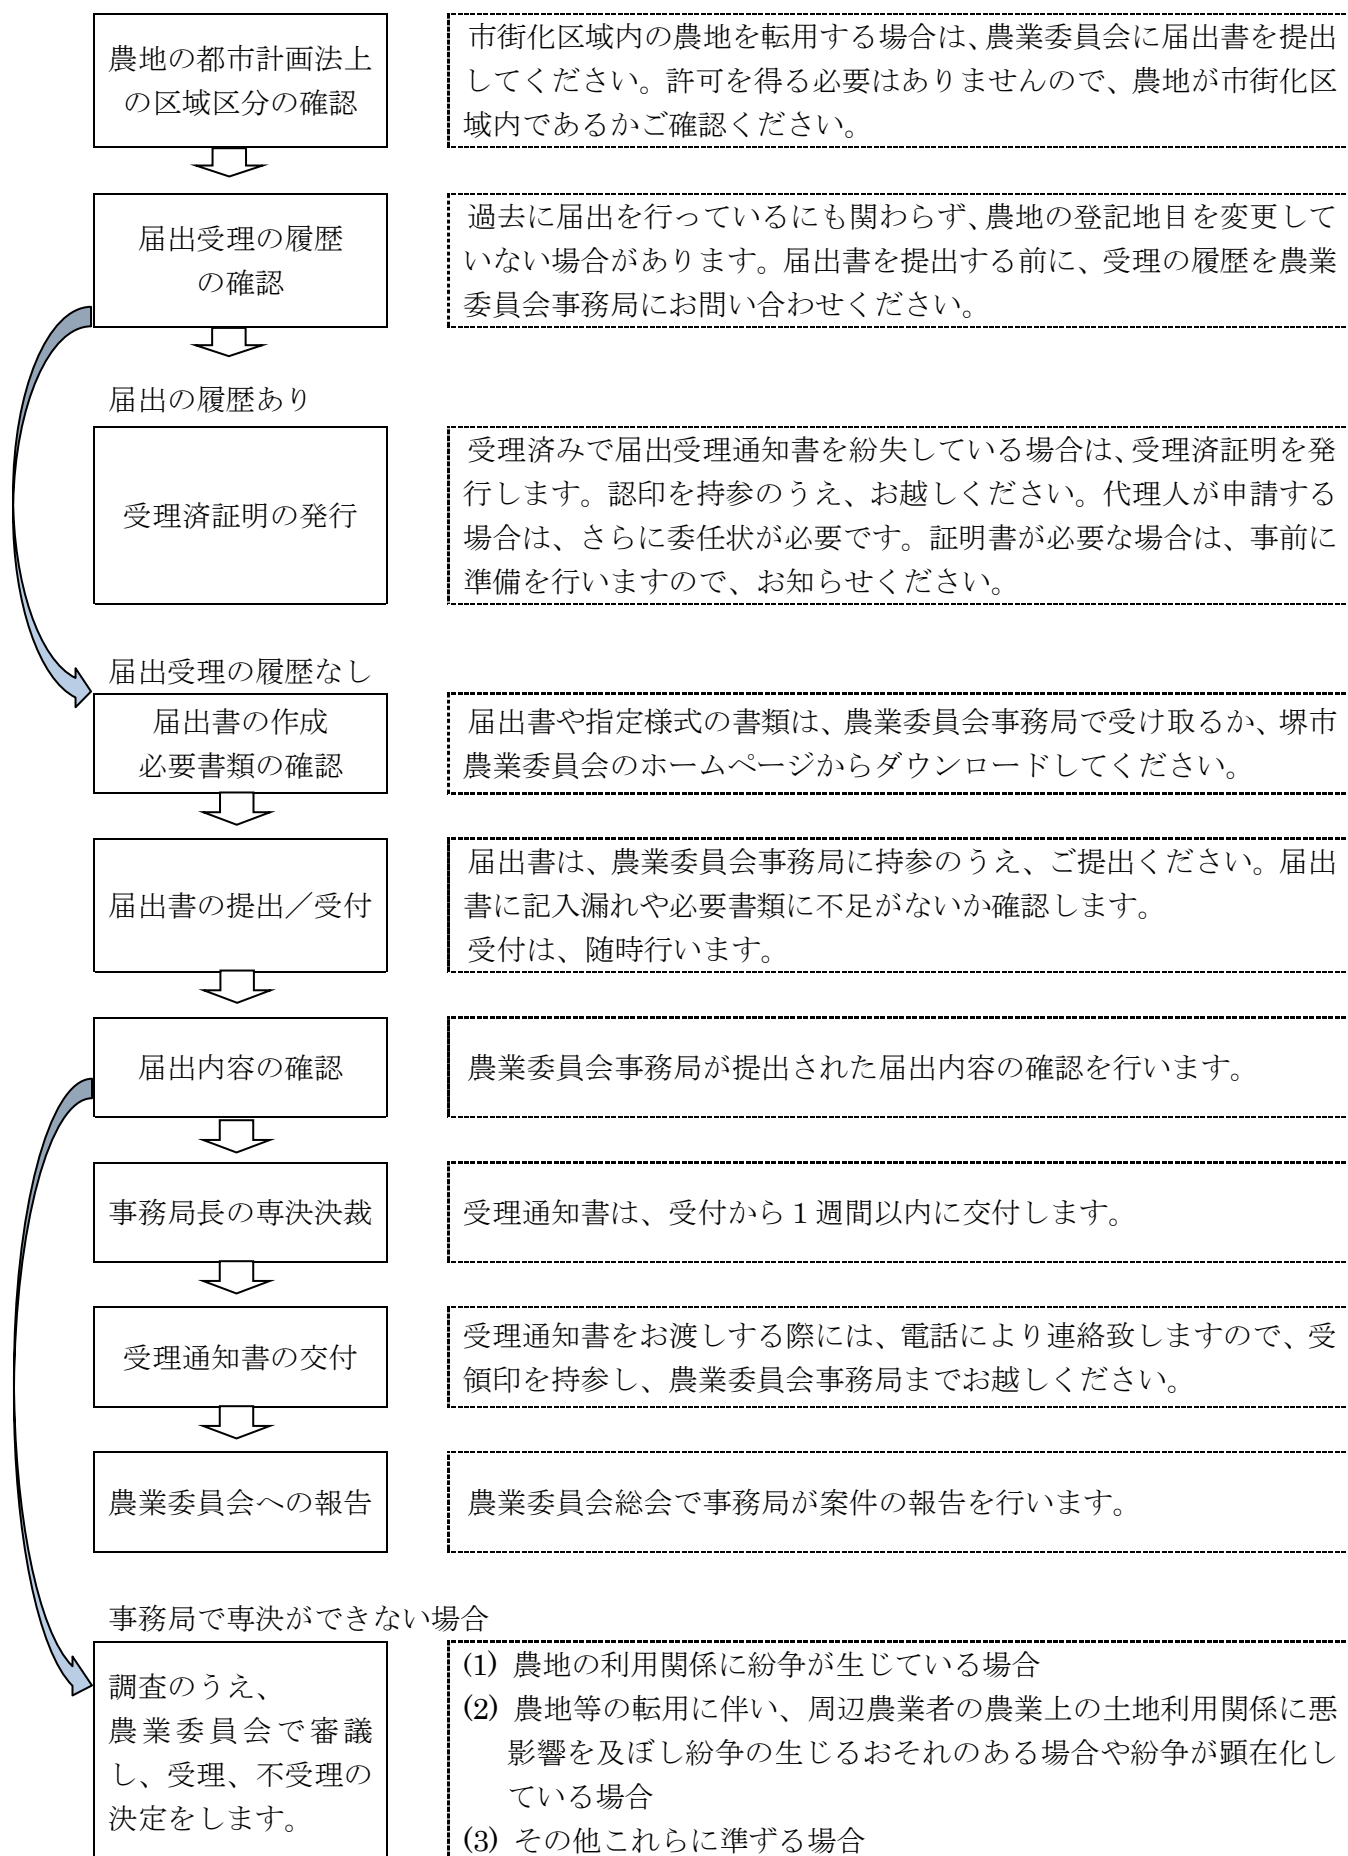 農地の都市計画法上
の区域区分の確認
市街化区域内の農地を転用する場合は、農業委員会に届出書を提出
してください。許可を得る必要はありませんので、農地が市街化区
域内であるかご確認ください。
届出受理の履歴
の確認
過去に届出を行っているにも関わらず、農地の登記地目を変更して
いない場合があります。届出書を提出する前に、受理の履歴を農業
委員会事務局にお問い合わせください。
届出の履歴あり
受理済証明の発行
受理済みで届出受理通知書を紛失している場合は、受理済証明を発
行します。認印を持参のうえ、お越しください。代理人が申請する
場合は、さらに委任状が必要です。証明書が必要な場合は、事前に
準備を行いますので、お知らせください。
届出受理の履歴なし
届出書の作成
必要書類の確認
届出書や指定様式の書類は、農業委員会事務局で受け取るか、堺市
農業委員会のホームページからダウンロードしてください。
届出書の提出／受付
届出書は、農業委員会事務局に持参のうえ、ご提出ください。届出
書に記入漏れや必要書類に不足がないか確認します。
受付は、随時行います。
届出内容の確認
農業委員会事務局が提出された届出内容の確認を行います。
事務局長の専決決裁
受理通知書は、受付から１週間以内に交付します。
受理通知書の交付
受理通知書をお渡しする際には、電話により連絡致しますので、受
領印を持参し、農業委員会事務局までお越しください。
農業委員会への報告
農業委員会総会で事務局が案件の報告を行います。
事務局で専決ができない場合
調査のうえ、
農業委員会で審議
し、受理、不受理の
決定をします。
(1) 農地の利用関係に紛争が生じている場合
(2) 農地等の転用に伴い、周辺農業者の農業上の土地利用関係に悪
影響を及ぼし紛争の生じるおそれのある場合や紛争が顕在化し
ている場合
(3) その他これらに準ずる場合